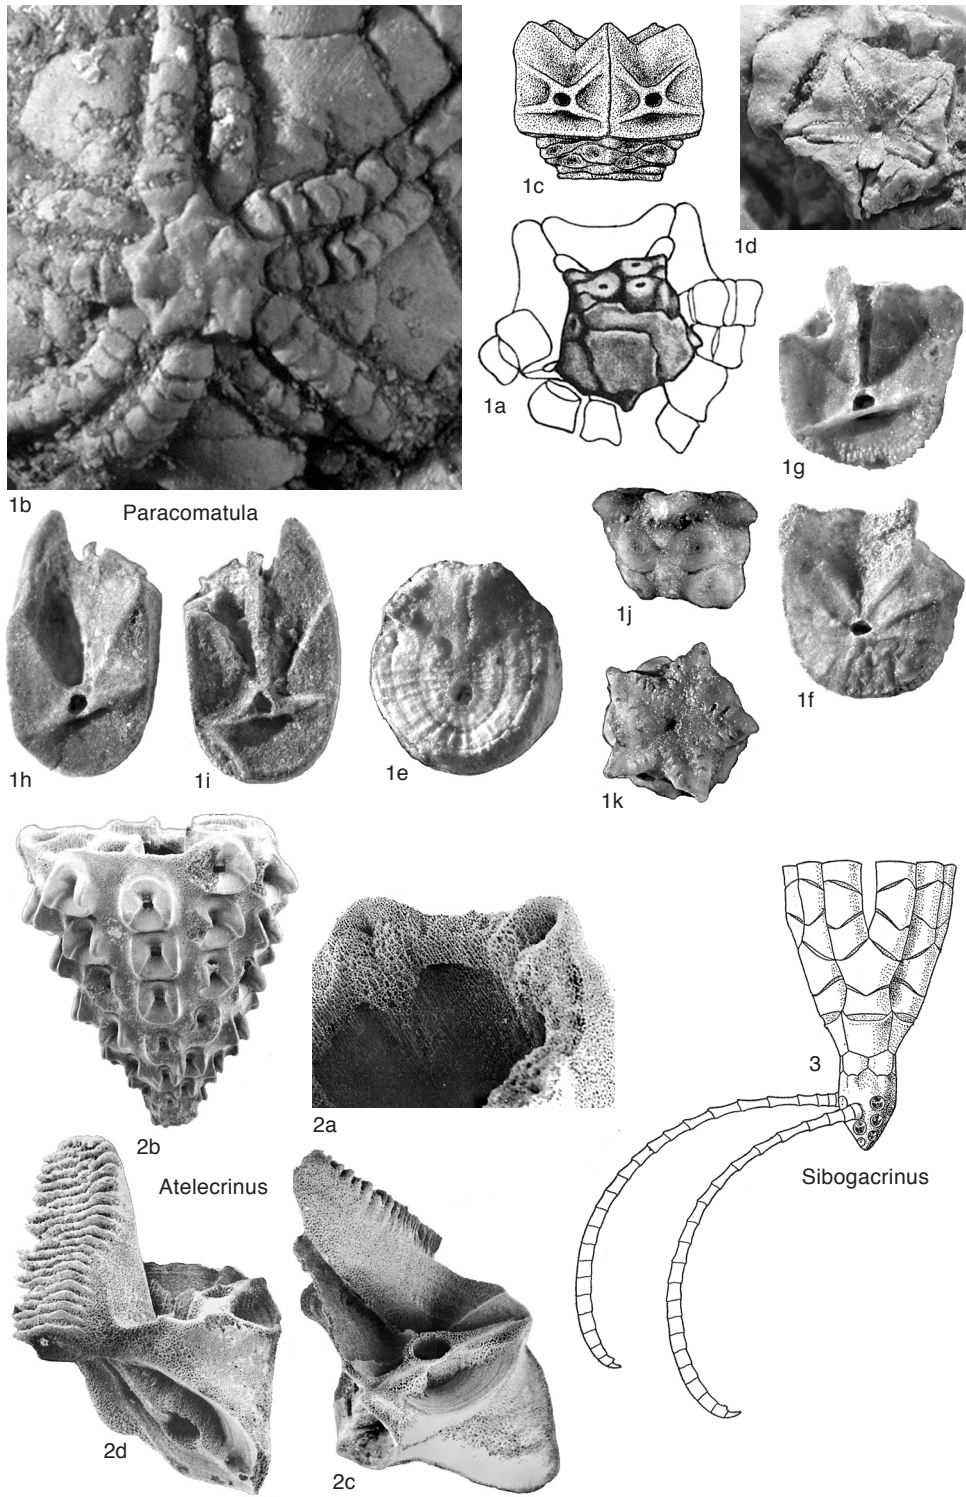 1c
1d
1a
1g
1b
Paracomatula
1j
1f
1h
1i
1e
1k
3
2a
2b
Atelecrinus
Sibogacrinus
2d
2c